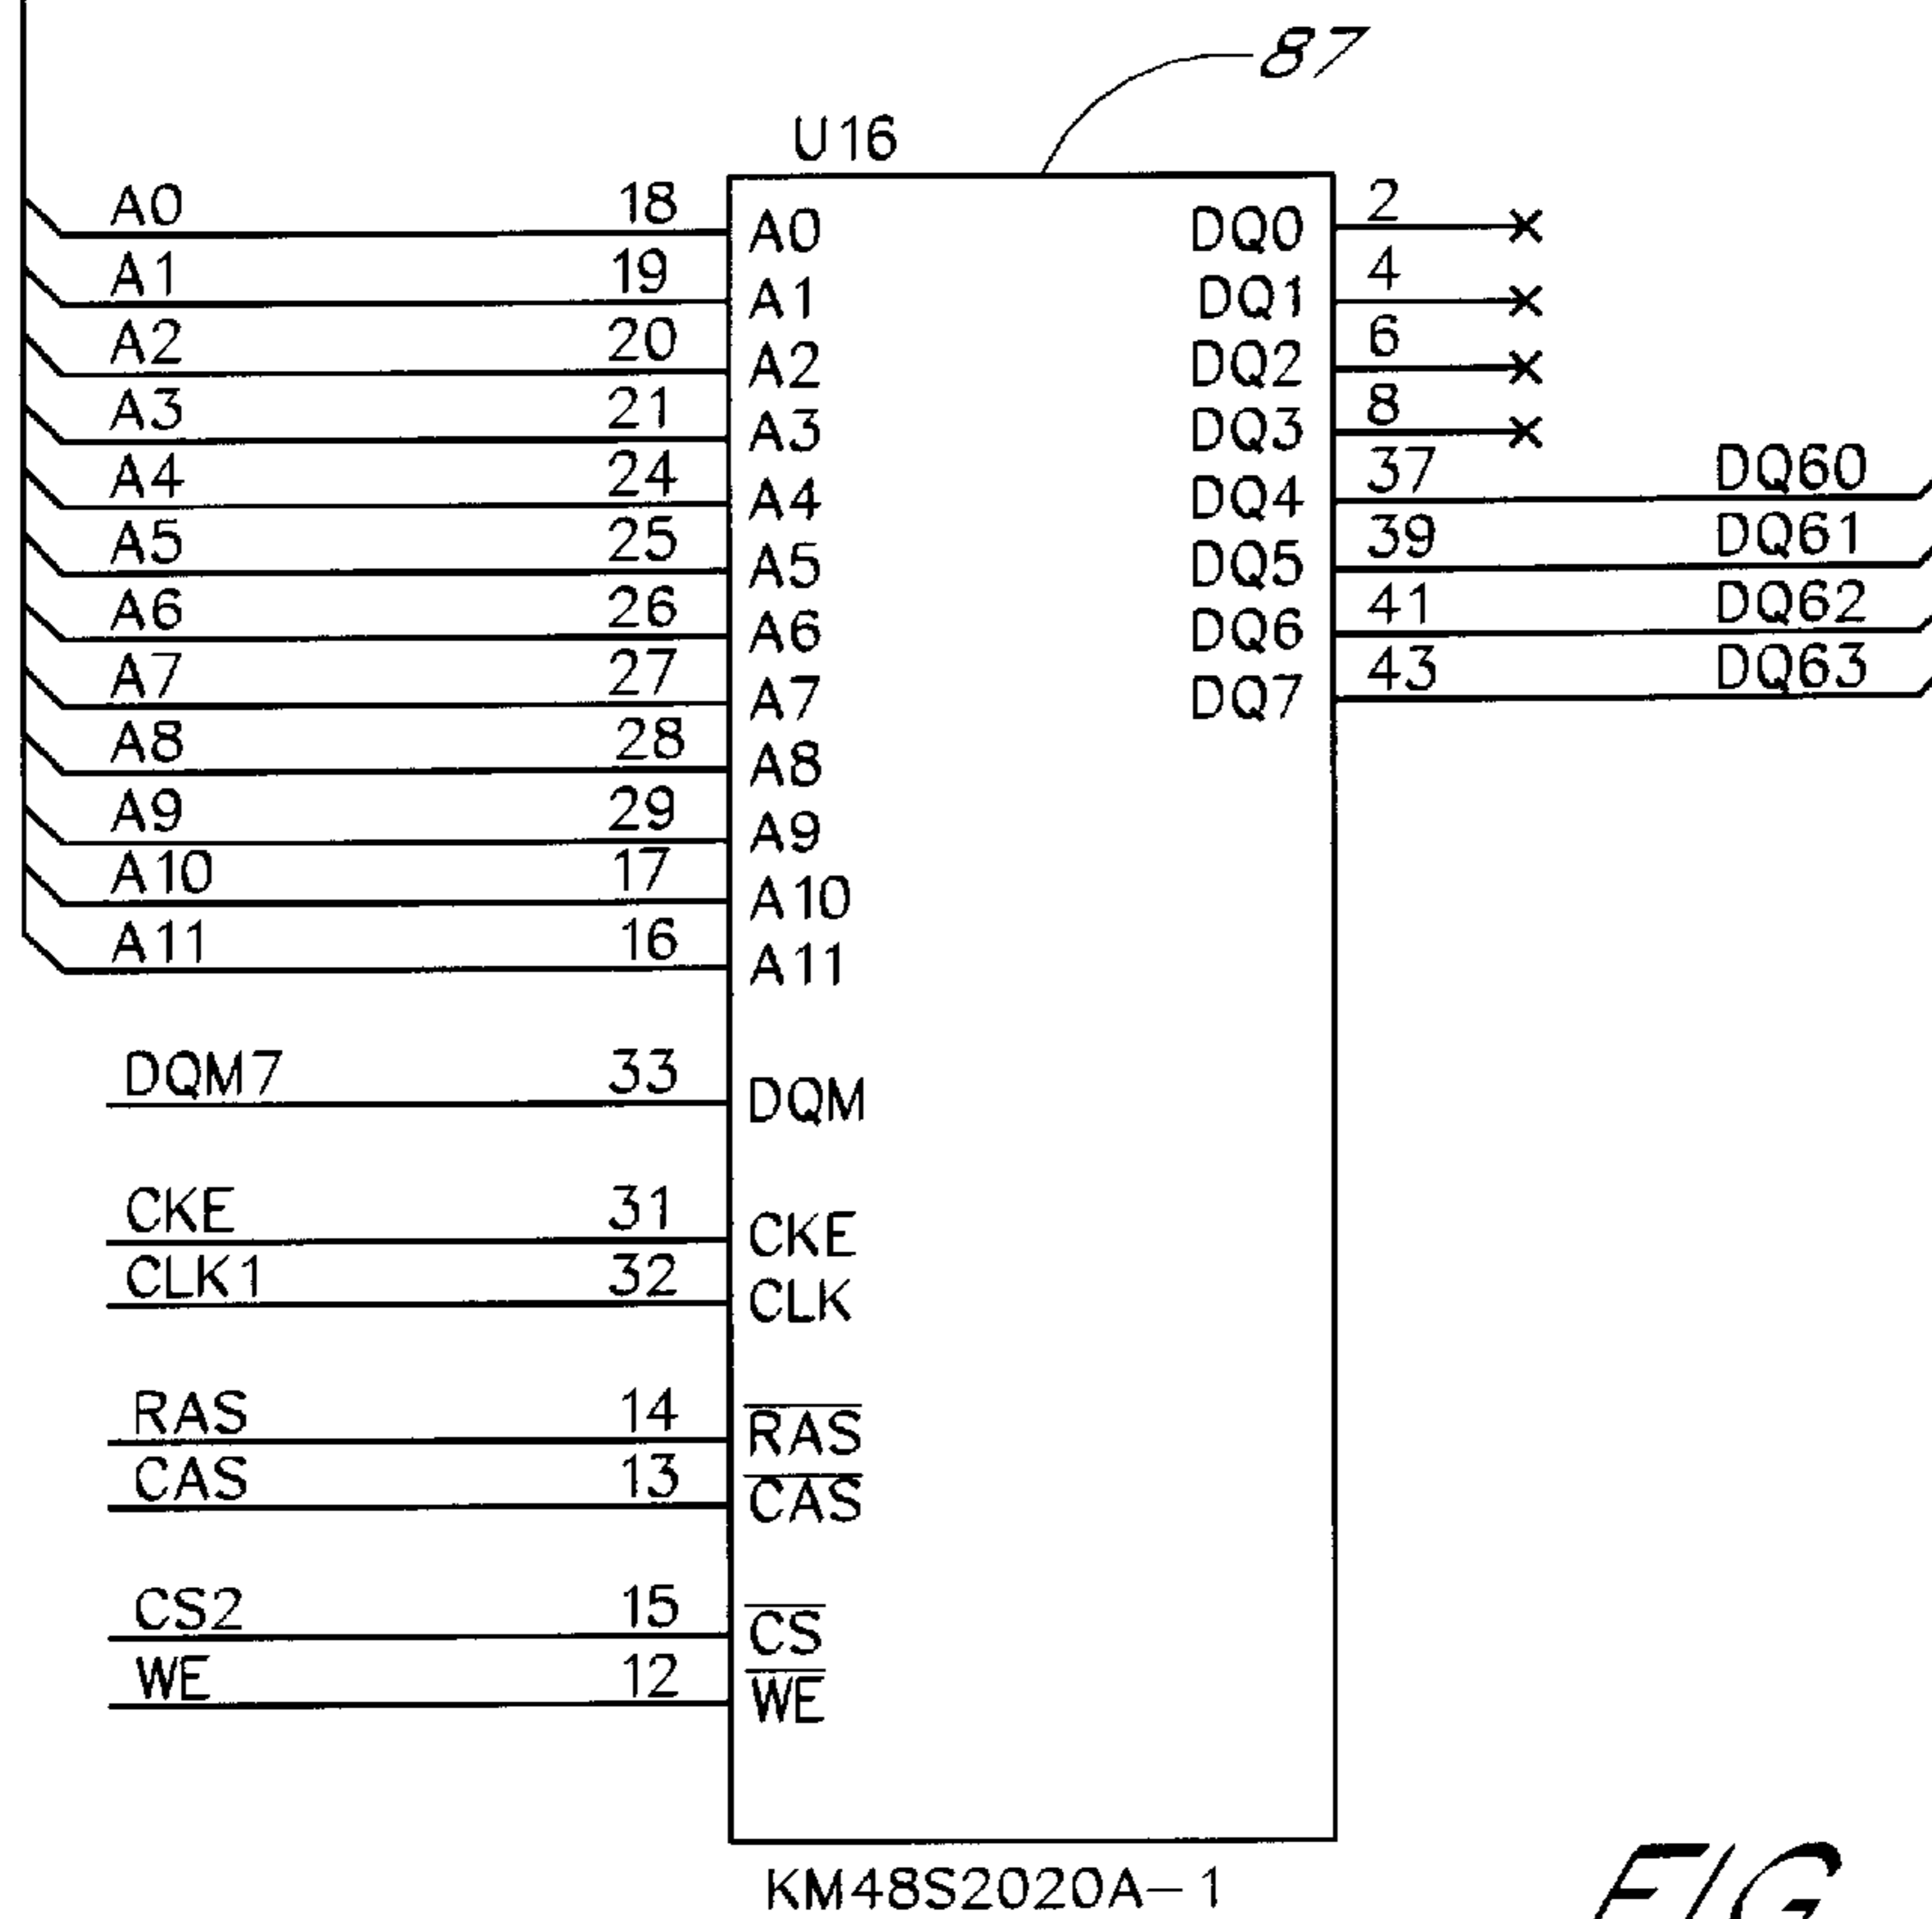 87
U16
A0 18 A0 DQ0 2
A1 19 A1 DQ1 4
A2 20 A2 DQ2 6
A3 21 A3 DQ3 8
A4 24 A4 DQ4 37 DQ60
A5 25 A5 DQ5 39 DQ61
A6 26 A6 DQ6 41 DQ62
A7 27 A7 DQ7 43 DQ63
A8 28 A8
A9 29 A9
A10 17 A10
A11 16 A11
DQM7 33 DQM
CKE 31 CKE
CLK1 32 CLK
RAS 14 RAS
CAS 13 CAS
CS2 15 CS
WE 12 WE
KM48S2020A-1
FIG